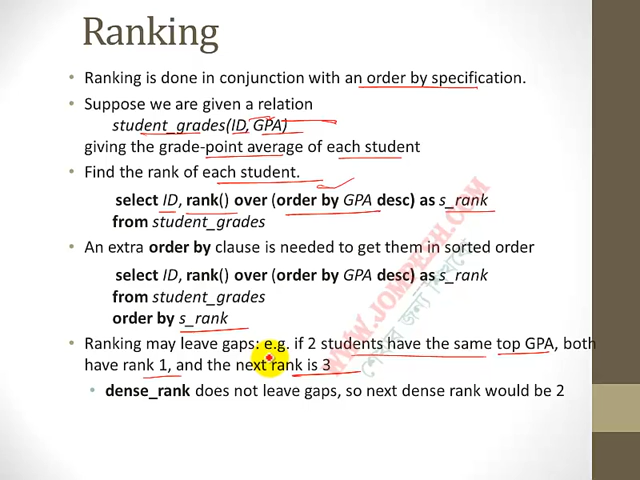 Ranking
• Ranking is done in conjunction with an order by specification.
• Suppose we are given a relation
student_grades(ID, GPA)
giving the grade-point average of each student
• Find the rank of each student.
select ID, rank() over (order by GPA desc) as s_rank
from student_grades
• An extra order by clause is needed to get them in sorted order
select ID, rank() over (order by GPA desc) as s_rank
from student_grades
order by s_rank
• Ranking may leave gaps: e.g. if 2 students have the same top GPA, both
have rank 1, and the next rank is 3
• dense_rank does not leave gaps, so next dense rank would be 2
WWW.JOMPESH.COM
শেখার জন্য